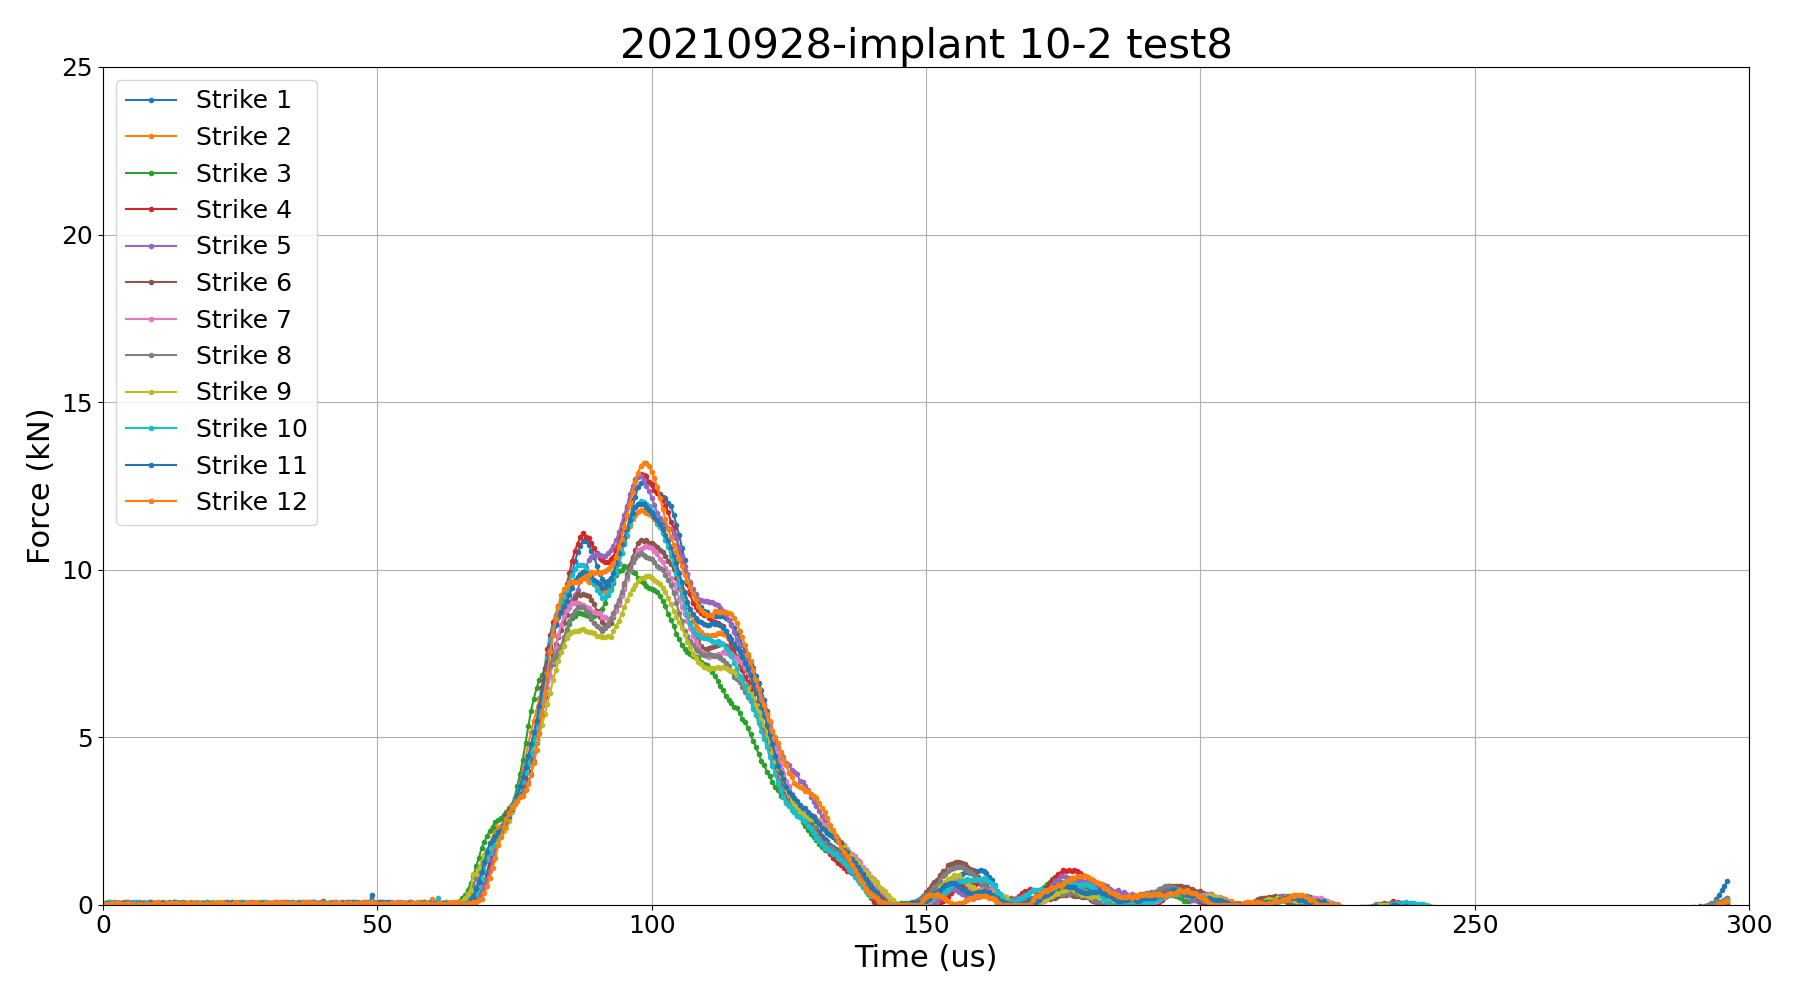 20210928-implant 10-2 test8
25
20
15
10
5
0
Force (kN)
Strike 1
Strike 2
Strike 3
Strike 4
Strike 5
Strike 6
Strike 7
Strike 8
Strike 9
Strike 10
Strike 11
Strike 12
0 50 100 150 200 250 300
Time (us)